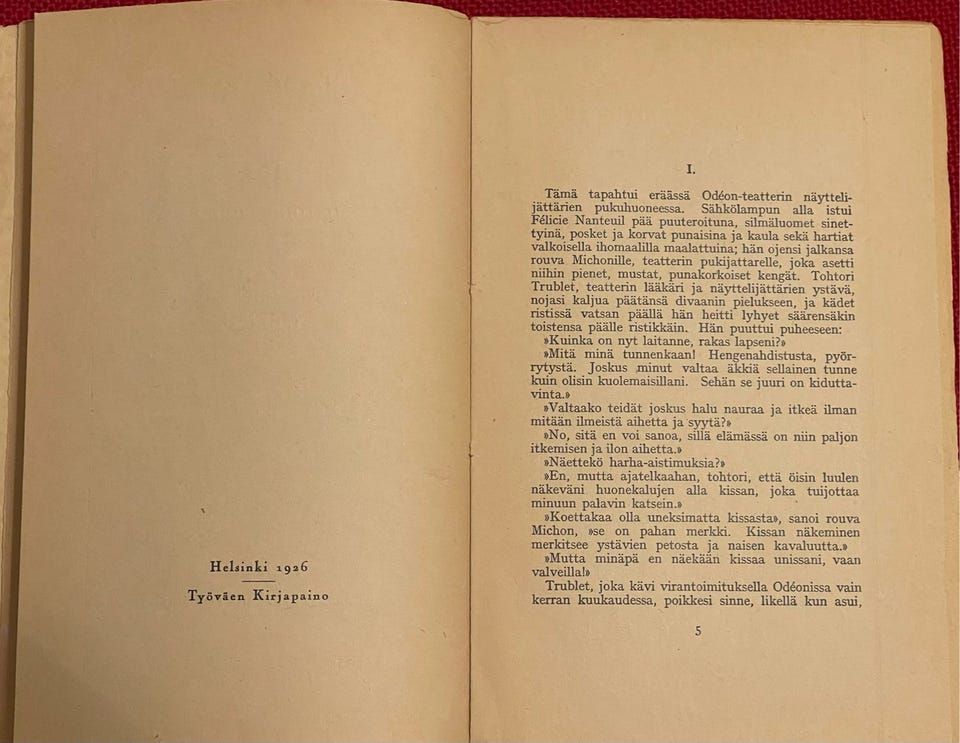 Helsinki 1926
Työväen Kirjapaino
I.
Tämä tapahtui eräässä Odéon-teatterin näytteli-
jättärien pukuhuoneessa. Sähkölampun alla istui
Félicie Nanteuil pää puuteroituna, silmäluomet sinet-
tyinä, posket ja korvat punaisina ja kaula sekä hartiat
valkoisella ihomaalilla maalattuina; hän ojensi jalkansa
rouva Michonille, teatterin pukijattarelle, joka asetti
niihin pienet, mustat, punakorkoiset kengät. Tohtori
Trublet, teatterin lääkäri ja näyttelijättärien ystävä,
nojasi kaljua päätänsä divaanin pielukseen, ja kädet
ristissä vatsan päällä hän heitti lyhyet säärensäkin
toistensa päälle ristikkäin. Hän puuttui puheeseen:
»Kuinka on nyt laitanne, rakas lapseni?»
»Mitä minä tunnenkaan! Hengenahdistusta, pyör-
rytystä. Joskus minut valtaa äkkiä sellainen tunne
kuin olisin kuolemaisillani. Sehän se juuri on kidutta-
vinta.»
»Valtaako teidät joskus halu nauraa ja itkeä ilman
mitään ilmeistä aihetta ja syytä?»
»No, sitä en voi sanoa, sillä elämässä on niin paljon
itkemisen ja ilon aihetta.»
»Näettekö harha-aistimuksia?»
»En, mutta ajatelkaahan, tohtori, että öisin luulen
näkeväni huonekalujen alla kissan, joka tuijottaa
minuun palavin katsein.»
»Koettakaa olla uneksimatta kissasta», sanoi rouva
Michon, »se on pahan merkki. Kissan näkeminen
merkitsee ystävien petosta ja naisen kavaluutta.»
»Mutta minäpä en näekään kissaa unissani, vaan
valveilla!»
Trublet, joka kävi virantoimituksella Odéonissa vain
kerran kuukaudessa, poikkesi sinne, likellä kun asui,
5